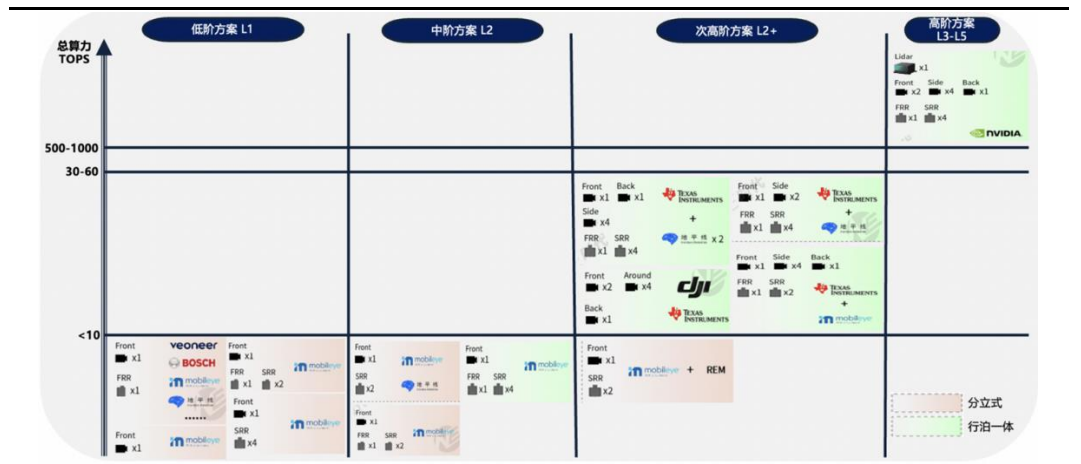 低阶方案 L1
中阶方案 L2
次高阶方案 L2+
高阶方案
L3-L5
总算力
TOPS
500-1000
30-60
<10
Lidar
x1
Front Side Back
x2 x4 x1
FRR SRR
x1 x4
NVIDIA
Front Back
x1 x1
Side
x4
FRR SRR
x1 x4
TEXAS
INSTRUMENTS
+
地平线 x 2
Front Side
x1 x2
FRR SRR
x1 x4
TEXAS
INSTRUMENTS
+
地平线
Front Around
x2 x4
Back
x1
dji
TEXAS
INSTRUMENTS
Front Side Back
x1 x4 x1
FRR SRR
x1 x2
TEXAS
INSTRUMENTS
+
mobileye
Front
x1
FRR
x1
veoneer
BOSCH
mobileye
地平线
······
Front
x1
mobileye
Front
x1
FRR SRR
x1 x2
mobileye
Front
x1
SRR
x4
mobileye
Front
x1
SRR
x2
mobileye
地平线
Front
x1
FRR SRR
x1 x2
mobileye
Front
x1
FRR SRR
x1 x4
mobileye
Front
x1
SRR
x2
mobileye + REM
分立式
行泊一体